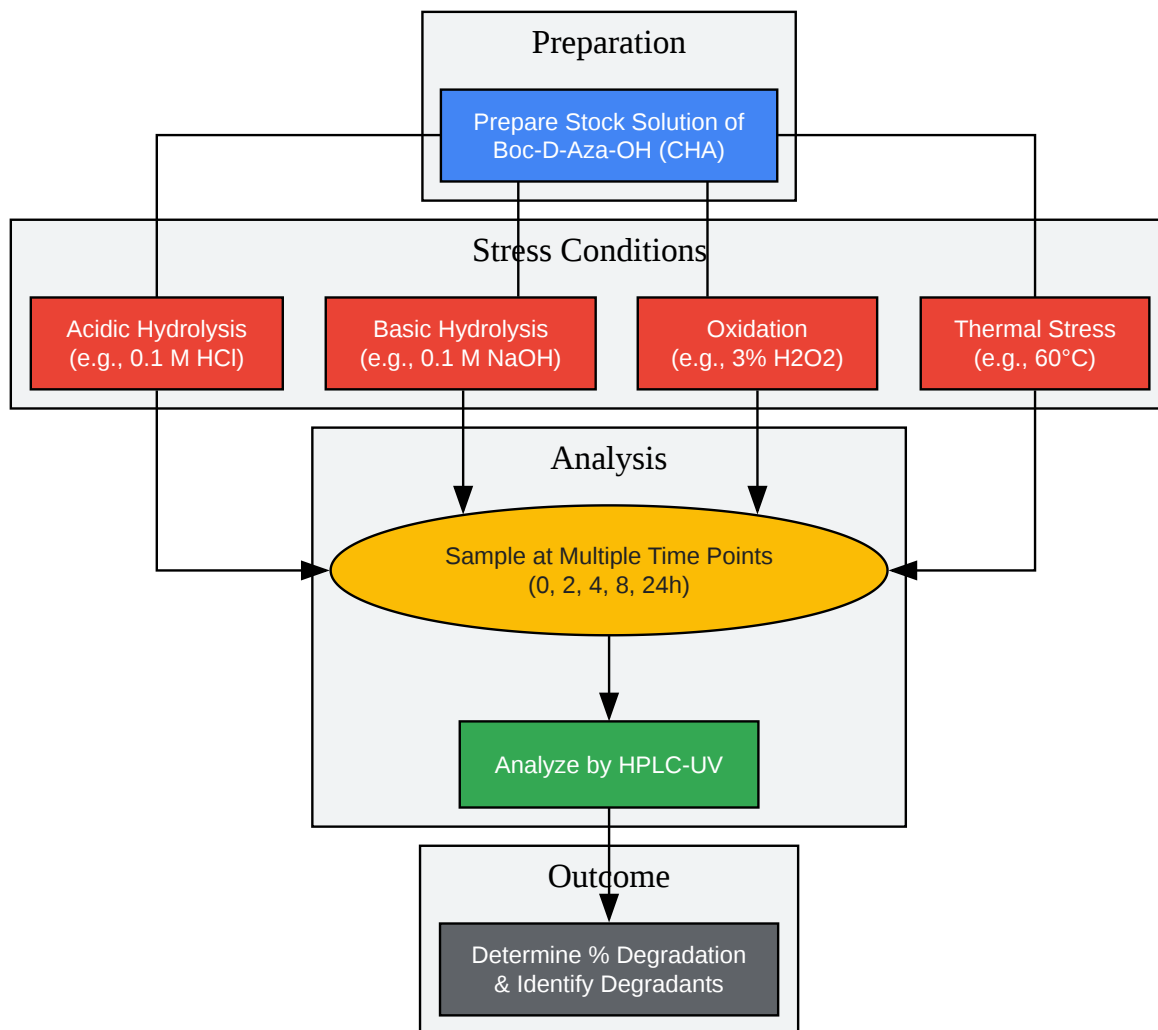 Preparation
Prepare Stock Solution of
Boc-D-Aza-OH (CHA)
Stress Conditions
Acidic Hydrolysis
(e.g., 0.1 M HCl)
Basic Hydrolysis
(e.g., 0.1 M NaOH)
Oxidation
(e.g., 3% H2O2)
Thermal Stress
(e.g., 60°C)
Analysis
Sample at Multiple Time Points
(0, 2, 4, 8, 24h)
Analyze by HPLC-UV
Outcome
Determine % Degradation
& Identify Degradants